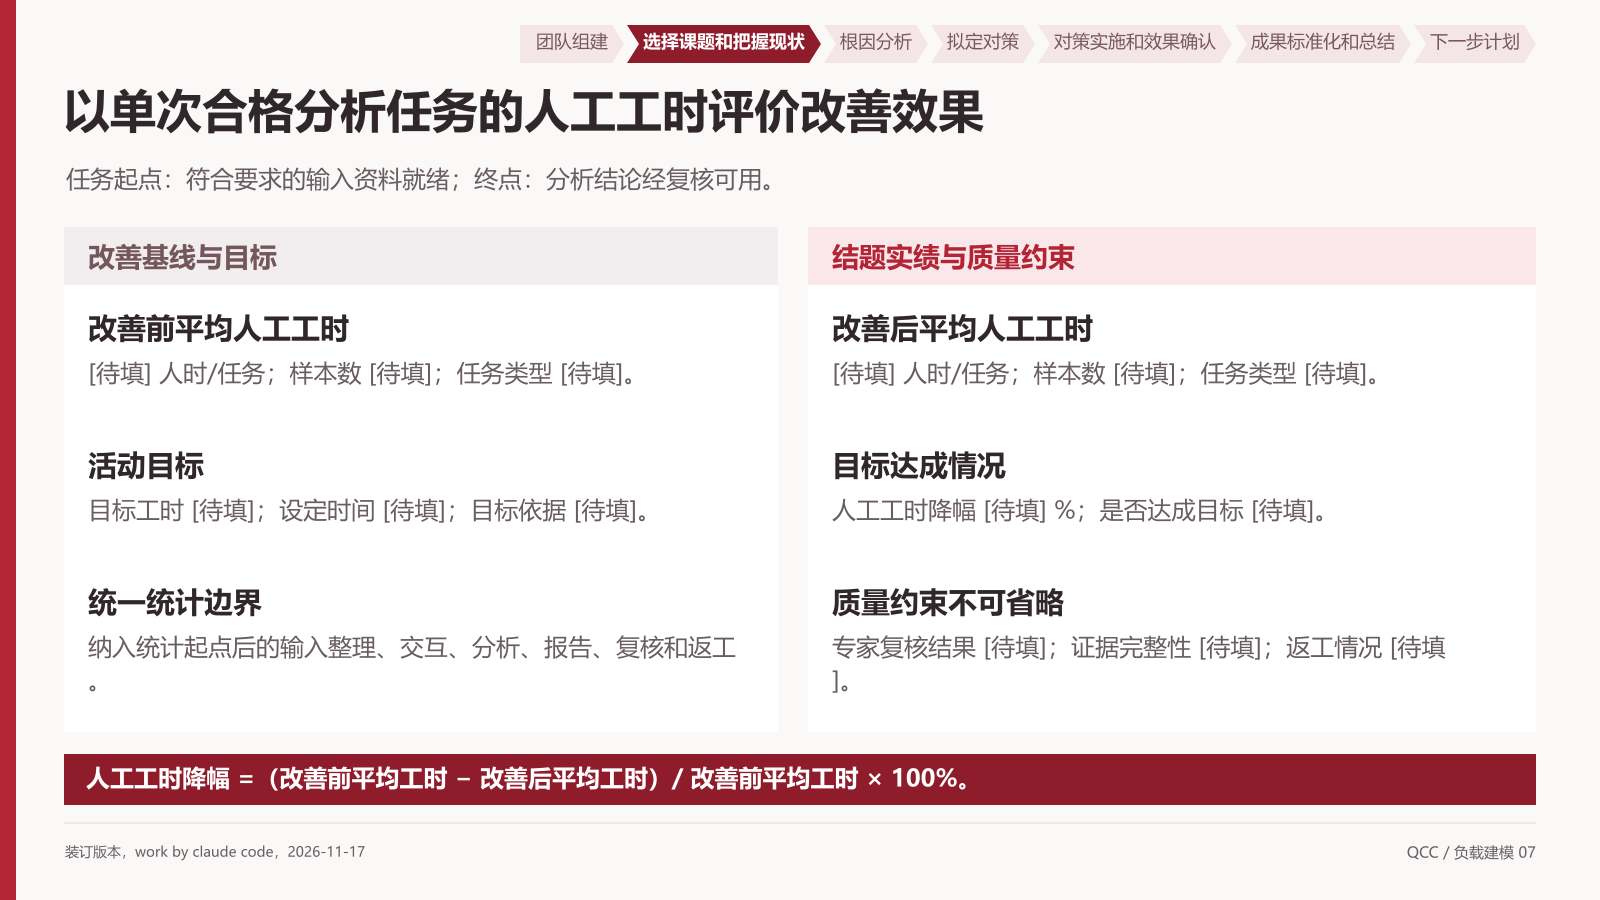 团队组建
选择课题和把握现状
根因分析
拟定对策
对策实施和效果确认
成果标准化和总结
下一步计划
以单次合格分析任务的人工工时评价改善效果
任务起点：符合要求的输入资料就绪；终点：分析结论经复核可用。
改善基线与目标
改善前平均人工工时
[待填] 人时/任务；样本数 [待填]；任务类型 [待填]。
活动目标
目标工时 [待填]；设定时间 [待填]；目标依据 [待填]。
统一统计边界
纳入统计起点后的输入整理、交互、分析、报告、复核和返工
。
结题实绩与质量约束
改善后平均人工工时
[待填] 人时/任务；样本数 [待填]；任务类型 [待填]。
目标达成情况
人工工时降幅 [待填] %；是否达成目标 [待填]。
质量约束不可省略
专家复核结果 [待填]；证据完整性 [待填]；返工情况 [待填
]。
人工工时降幅 =（改善前平均工时 − 改善后平均工时）/ 改善前平均工时 × 100%。
装订版本，work by claude code，2026-11-17
QCC / 负载建模 07